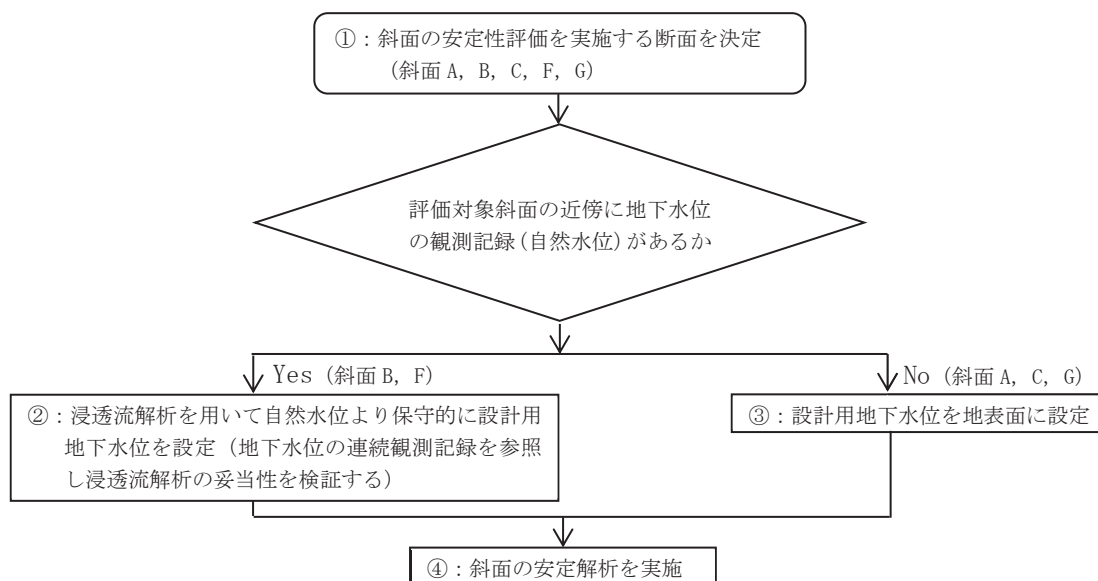 ①：斜面の安定性評価を実施する断面を決定
（斜面 A, B, C, F, G）
評価対象斜面の近傍に地下水位
の観測記録(自然水位)があるか
Yes (斜面 B, F)
No (斜面 A, C, G)
②：浸透流解析を用いて自然水位より保守的に設計用
地下水位を設定（地下水位の連続観測記録を参照
し浸透流解析の妥当性を検証する）
③：設計用地下水位を地表面に設定
④：斜面の安定解析を実施